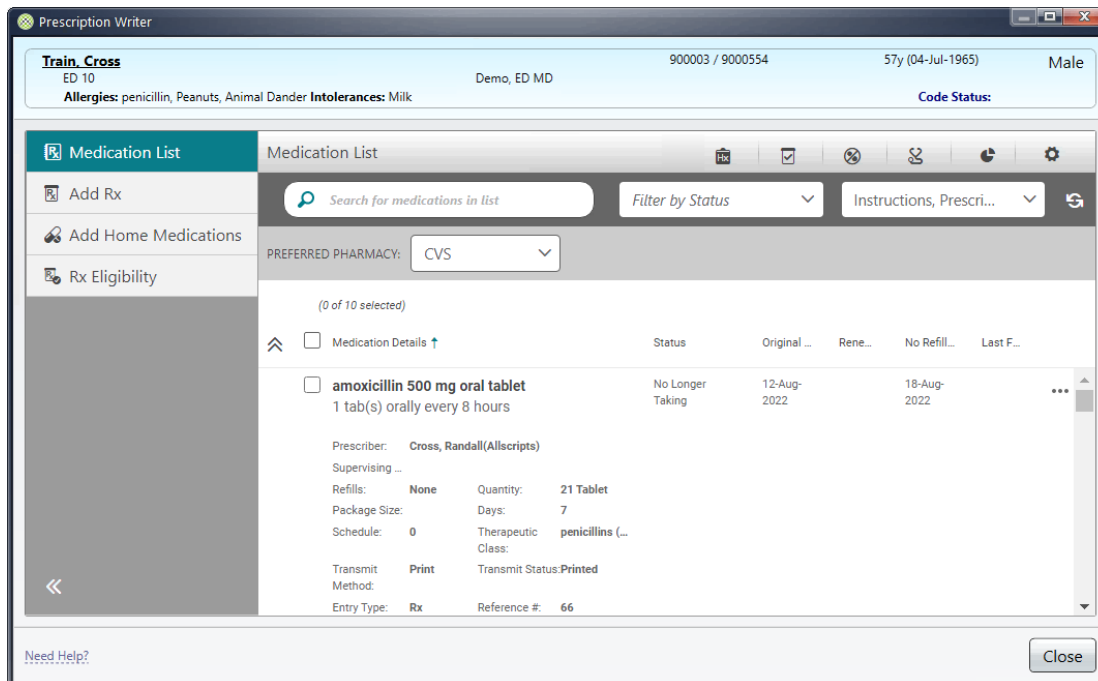 Prescription Writer
Train, Cross 900003 / 9000554 57y (04-Jul-1965) Male
ED 10 Demo, ED MD
Allergies: penicillin, Peanuts, Animal Dander Intolerances: Milk Code Status:
Medication List
Add Rx
Add Home Medications
Rx Eligibility
Medication List
Search for medications in list Filter by Status Instructions, Prescri...
PREFERRED PHARMACY: CVS
(0 of 10 selected)
Medication Details Status Original ... Rene... No Refill... Last F...
amoxicillin 500 mg oral tablet No Longer 12-Aug- 18-Aug-
1 tab(s) orally every 8 hours Taking 2022 2022
Prescriber: Cross, Randall(Allscripts)
Supervising ...
Refills: None Quantity: 21 Tablet
Package Size: Days: 7
Schedule: 0 Therapeutic penicillins (...
Class:
Transmit Print Transmit Status:Printed
Method:
Entry Type: Rx Reference #: 66
Need Help? Close